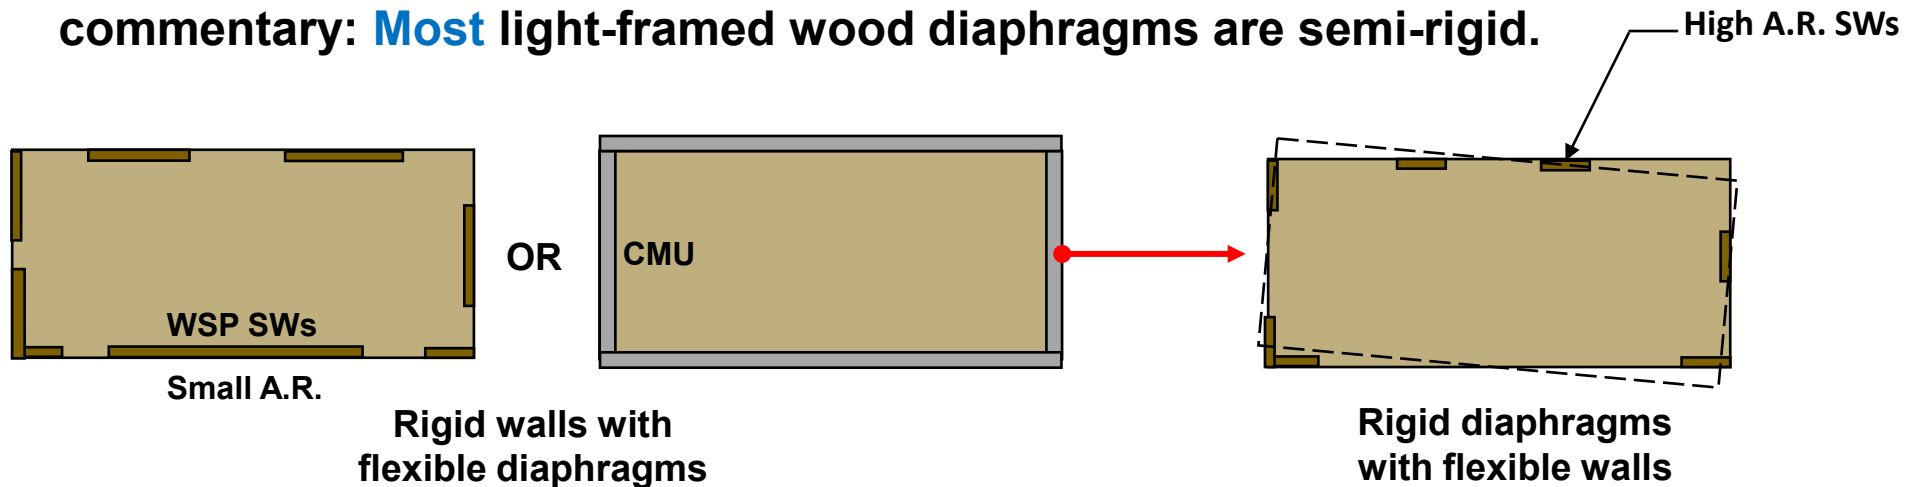 commentary: Most light-framed wood diaphragms are semi-rigid.
High A.R. SWs
OR
CMU
WSP SWs
Small A.R.
Rigid walls with
flexible diaphragms
Rigid diaphragms
with flexible walls